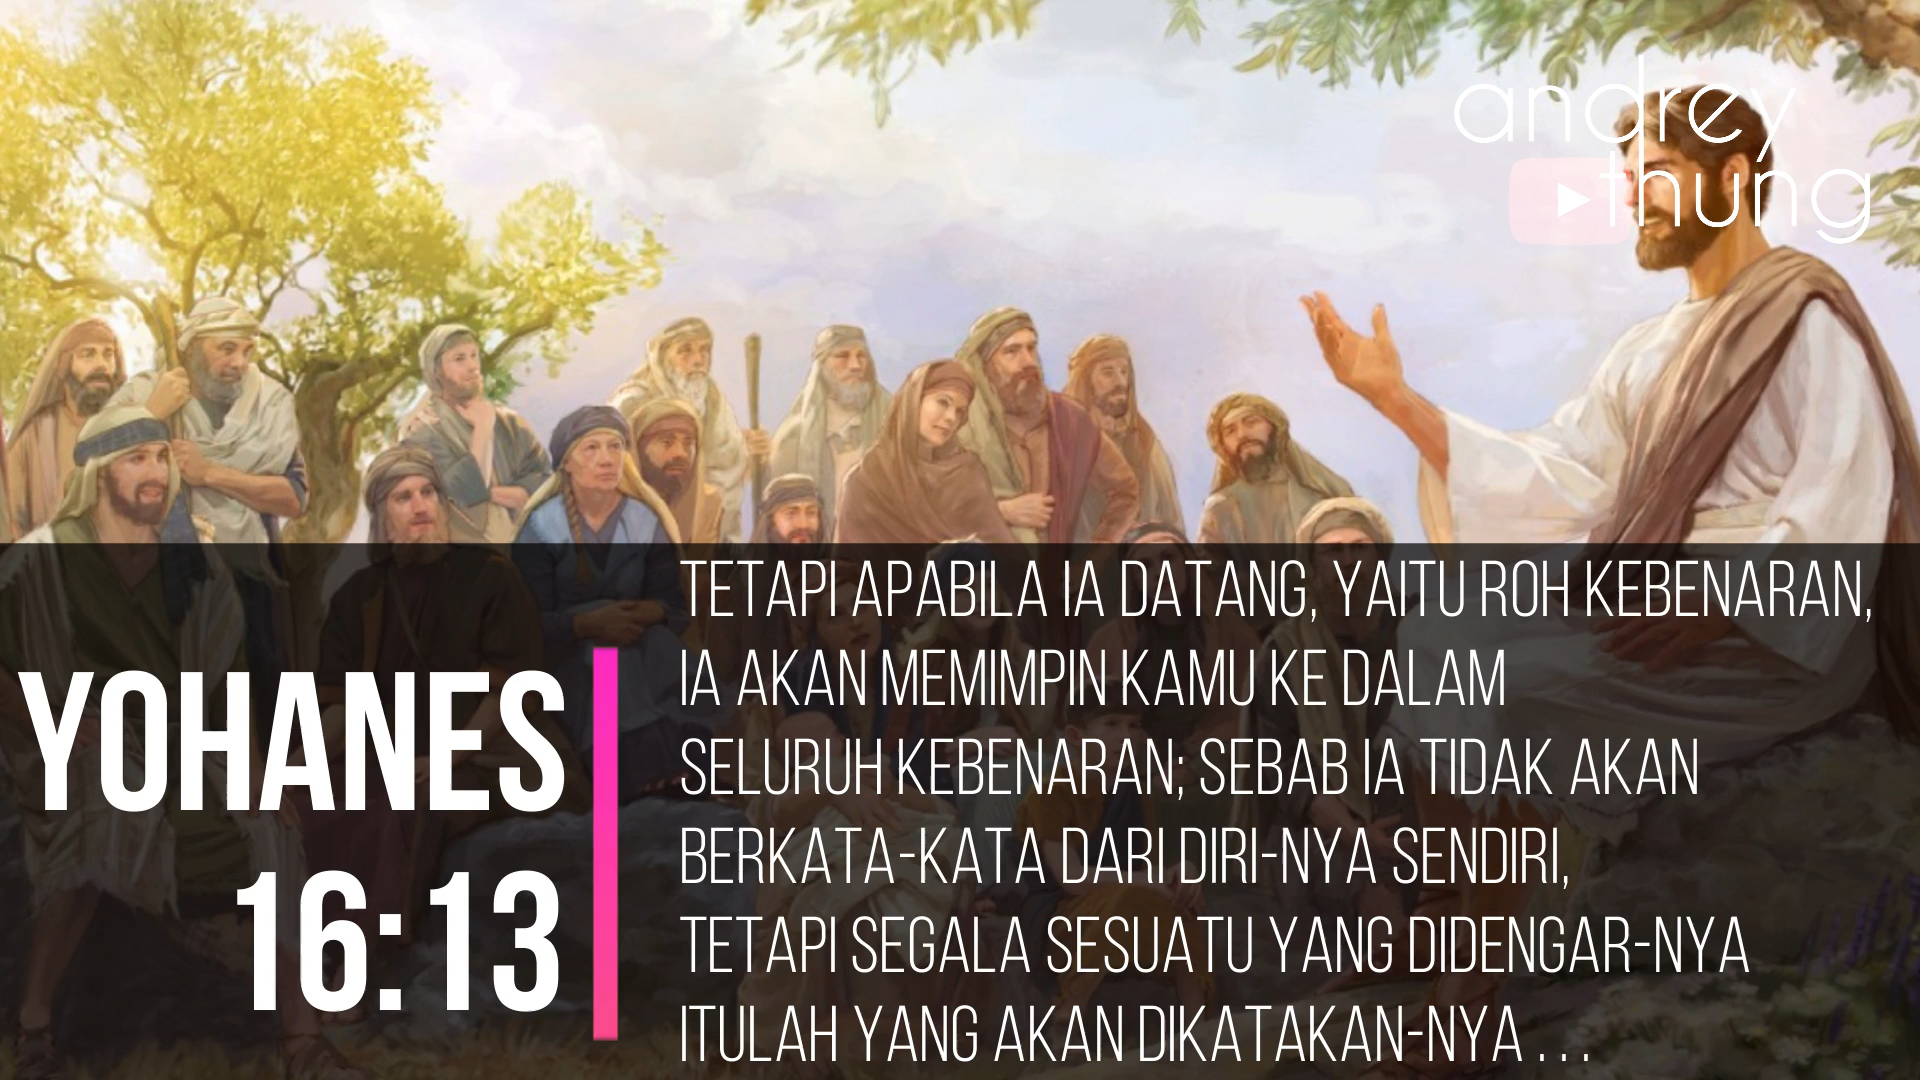 andrey
thung
YOHANES
16:13
TETAPI APABILA IA DATANG, YAITU ROH KEBENARAN,
IA AKAN MEMIMPIN KAMU KE DALAM
SELURUH KEBENARAN; SEBAB IA TIDAK AKAN
BERKATA-KATA DARI DIRI-NYA SENDIRI,
TETAPI SEGALA SESUATU YANG DIDENGAR-NYA
ITULAH YANG AKAN DIKATAKAN-NYA . . .